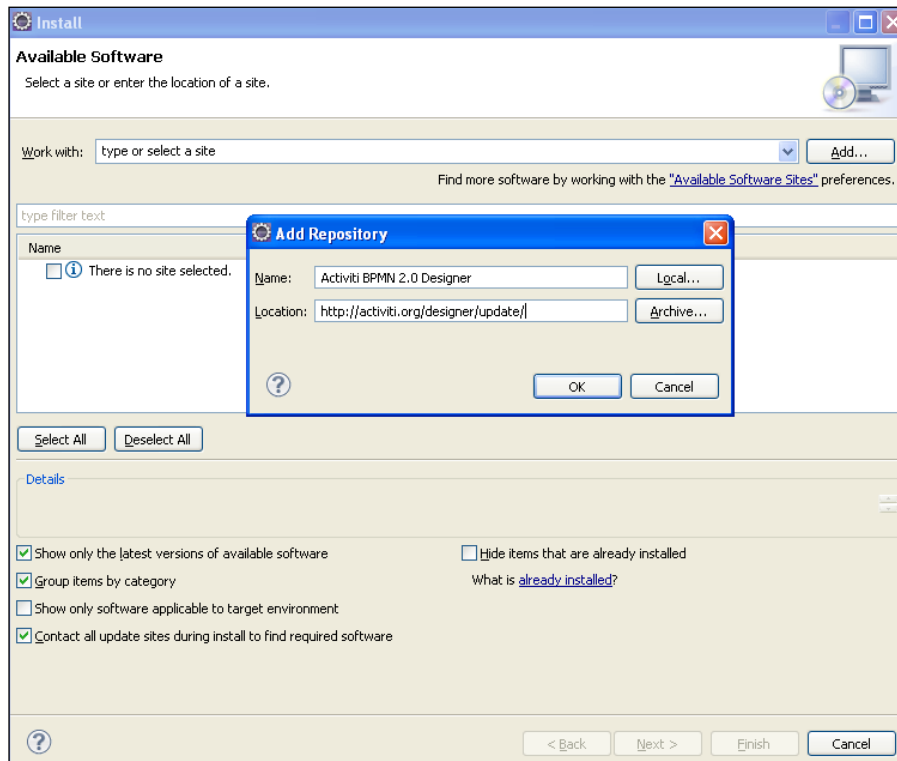 Install
Available Software
Select a site or enter the location of a site.
Work with: type or select a site Add...
Find more software by working with the "Available Software Sites" preferences.
type filter text
Name
There is no site selected.
Add Repository
Name: Activiti BPMN 2.0 Designer Local...
Location: http://activiti.org/designer/update/ Archive...
? OK Cancel
Select All Deselect All
Details
Show only the latest versions of available software
Hide items that are already installed
Group items by category
What is already installed?
Show only software applicable to target environment
Contact all update sites during install to find required software
? < Back Next > Finish Cancel